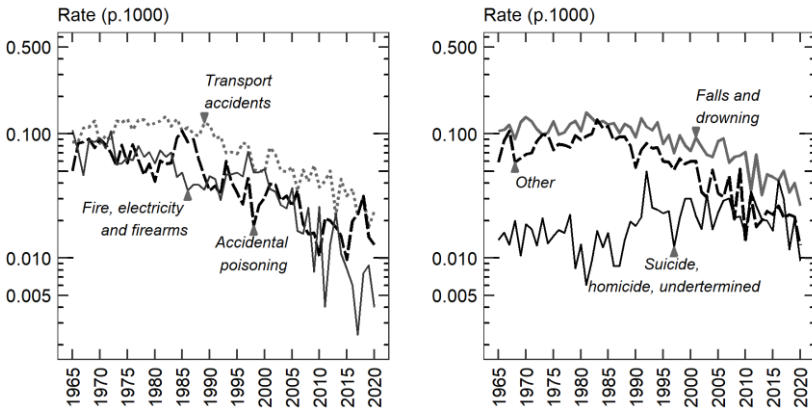 Rate (p.1000)
0.500
0.100
0.010
0.005
Transport
accidents
Fire, electricity
and firearms
Accidental
poisoning
1965
1970
1975
1980
1985
1990
1995
2000
2005
2010
2015
2020
Rate (p.1000)
0.500
0.100
0.010
0.005
Falls and
drowning
Other
Suicide,
homicide, undertermined
1965
1970
1975
1980
1985
1990
1995
2000
2005
2010
2015
2020